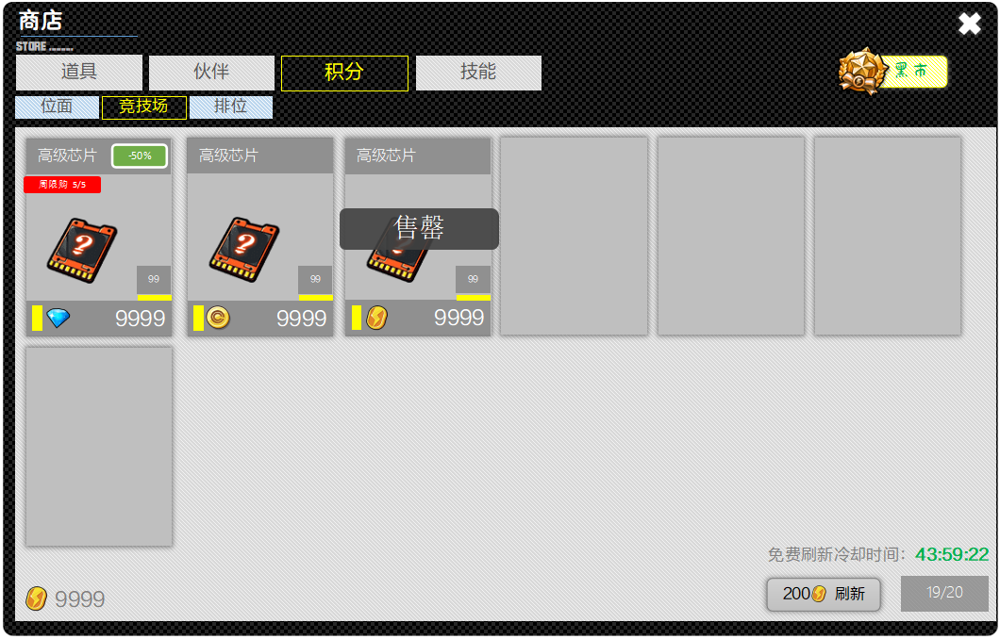 商店
STORE
道具 伙伴 积分 技能
黑市
位面 竞技场 排位
高级芯片 -50%
周限购 5/5
99
9999
高级芯片
99
9999
高级芯片
售罄
99
9999
免费刷新冷却时间: 43:59:22
9999
200 刷新
19/20